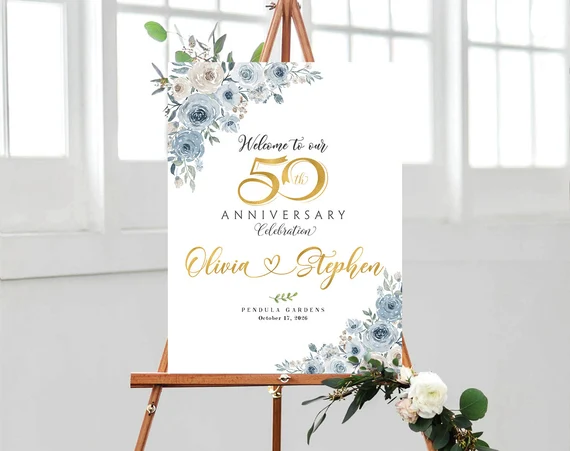 Welcome to our
50th
ANNIVERSARY
Celebration
Olivia Stephen
PENDULA GARDENS
October 17, 2026